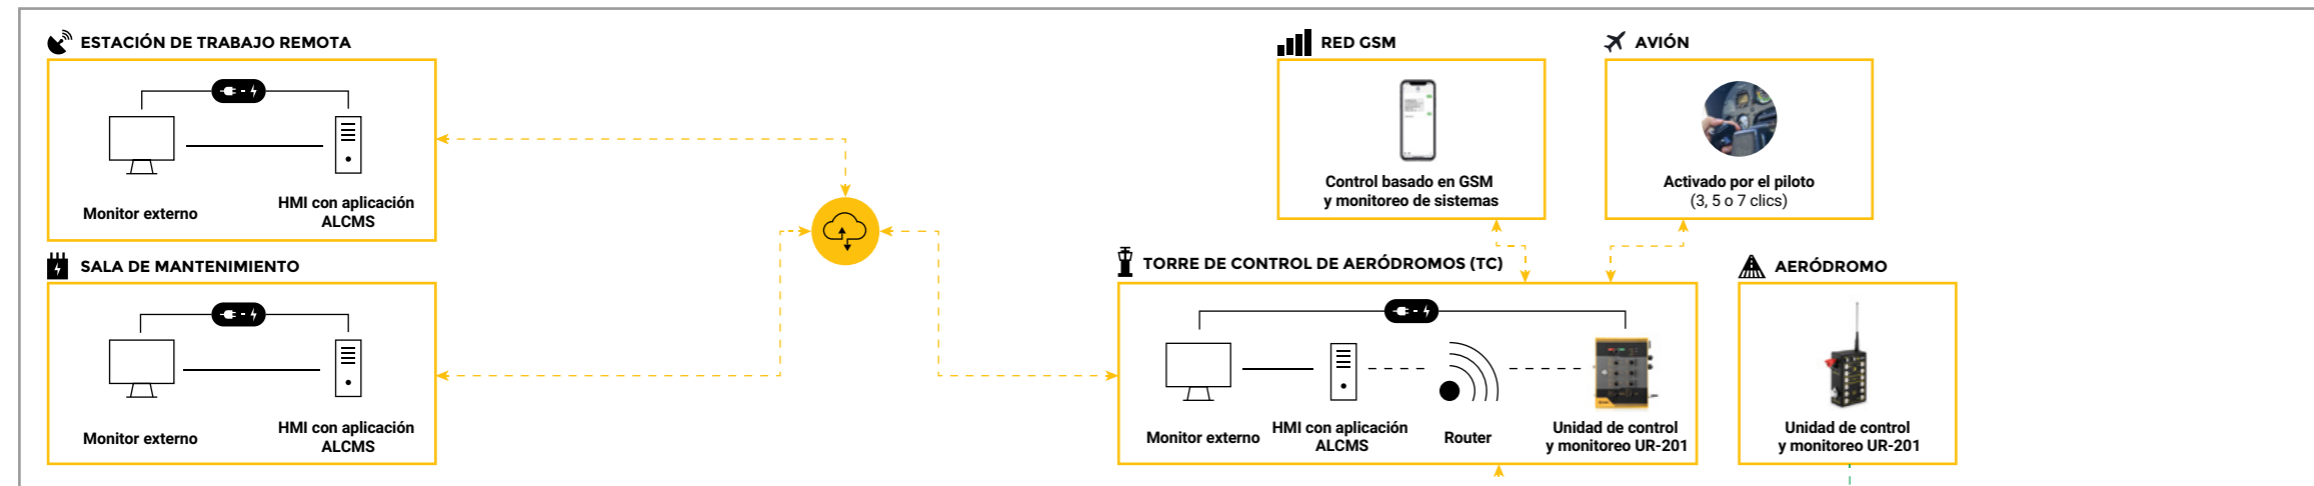 ESTACIÓN DE TRABAJO REMOTA
Monitor externo
HMI con aplicación
ALCMS
SALA DE MANTENIMIENTO
Monitor externo
HMI con aplicación
ALCMS
RED GSM
Control basado en GSM
y monitoreo de sistemas
AVIÓN
Activado por el piloto
(3, 5 o 7 clics)
TORRE DE CONTROL DE AERÓDROMOS (TC)
Monitor externo
HMI con aplicación
ALCMS
Router
Unidad de control
y monitoreo UR-201
AERÓDROMO
Unidad de control
y monitoreo UR-201